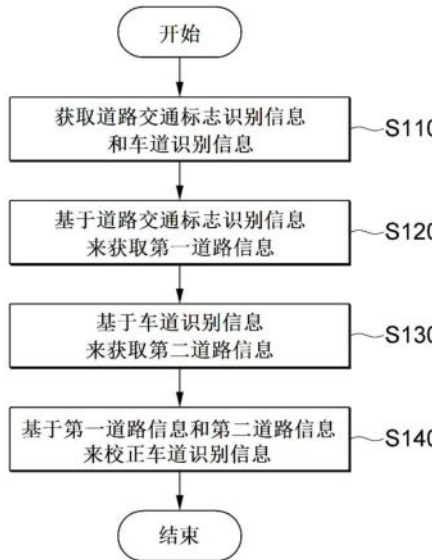 开始
获取道路交通标志识别信息
和车道识别信息
S110
基于道路交通标志识别信息
来获取第一道路信息
S120
基于车道识别信息
来获取第二道路信息
S130
基于第一道路信息和第二道路信息
来校正车道识别信息
S140
结束